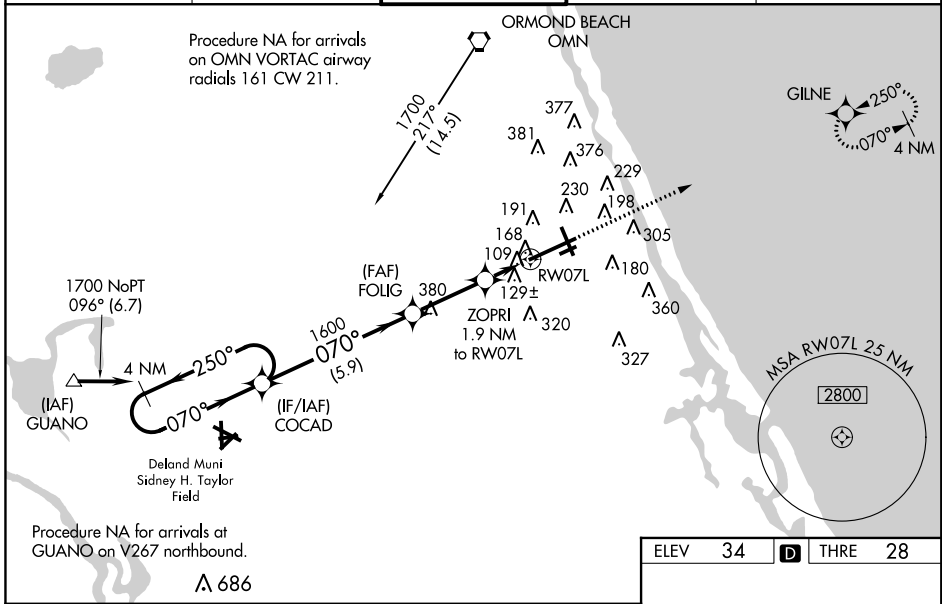 ORMOND BEACH
OMN
Procedure NA for arrivals
on OMN VORTAC airway
radials 161 CW 211.
1700
217°
(14.5)
GILNE
250°
070°
4 NM
377
381
376
229
230
198
191
168
305
109
RW07L
180
129±
360
320
327
(FAF)
FOLIG
380
ZOPRI
1.9 NM
to RW07L
1700 NoPT
096° (6.7)
1600
070°
(5.9)
4 NM
250°
070°
(IAF)
GUANO
(IF/IAF)
COCAD
MSA RW07L 25 NM
2800
Deland Muni
Sidney H. Taylor
Field
Procedure NA for arrivals at
GUANO on V267 northbound.
686
ELEV 34 D THRE 28